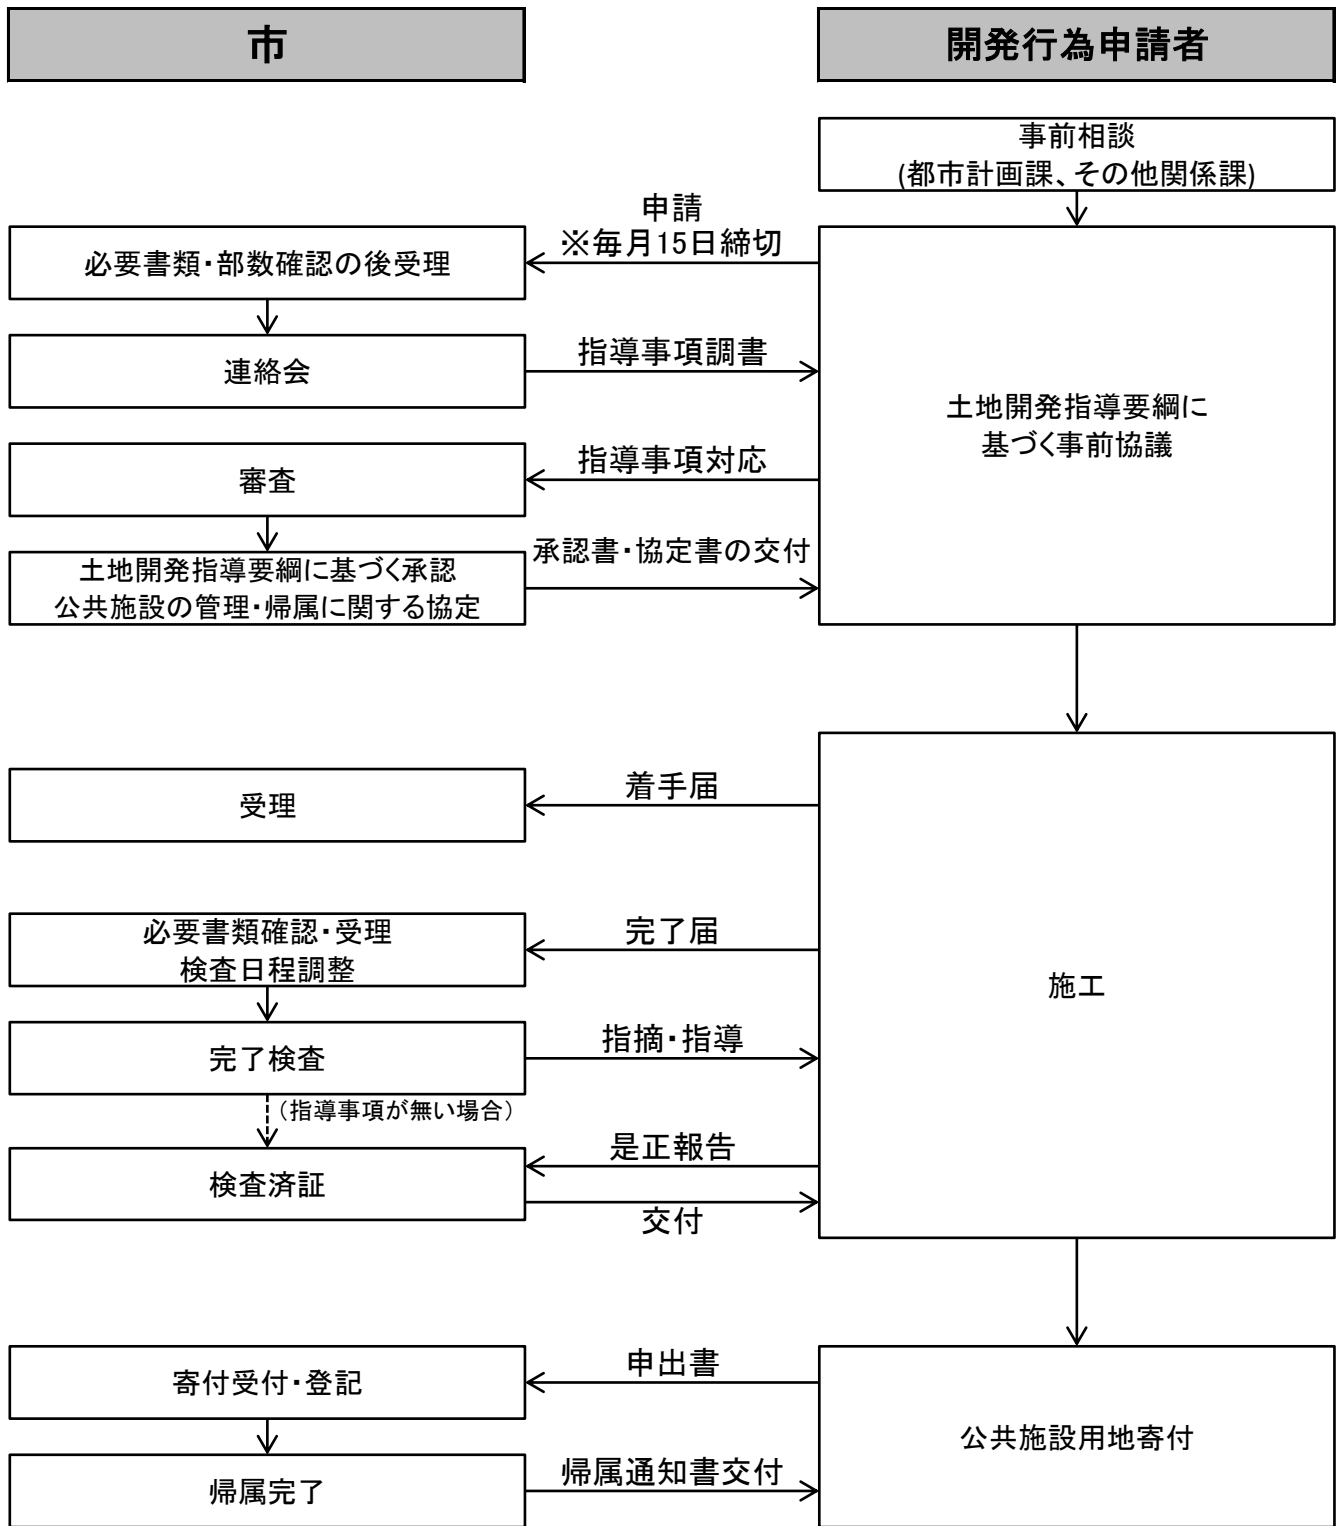 市
開発行為申請者
事前相談
(都市計画課、その他関係課)
申請
※毎月15日締切
必要書類・部数確認の後受理
連絡会
指導事項調書
土地開発指導要綱に
基づく事前協議
指導事項対応
審査
承認書・協定書の交付
土地開発指導要綱に基づく承認
公共施設の管理・帰属に関する協定
着手届
受理
完了届
必要書類確認・受理
検査日程調整
施工
指摘・指導
完了検査
（指導事項が無い場合）
是正報告
検査済証
交付
申出書
寄付受付・登記
公共施設用地寄付
帰属通知書交付
帰属完了